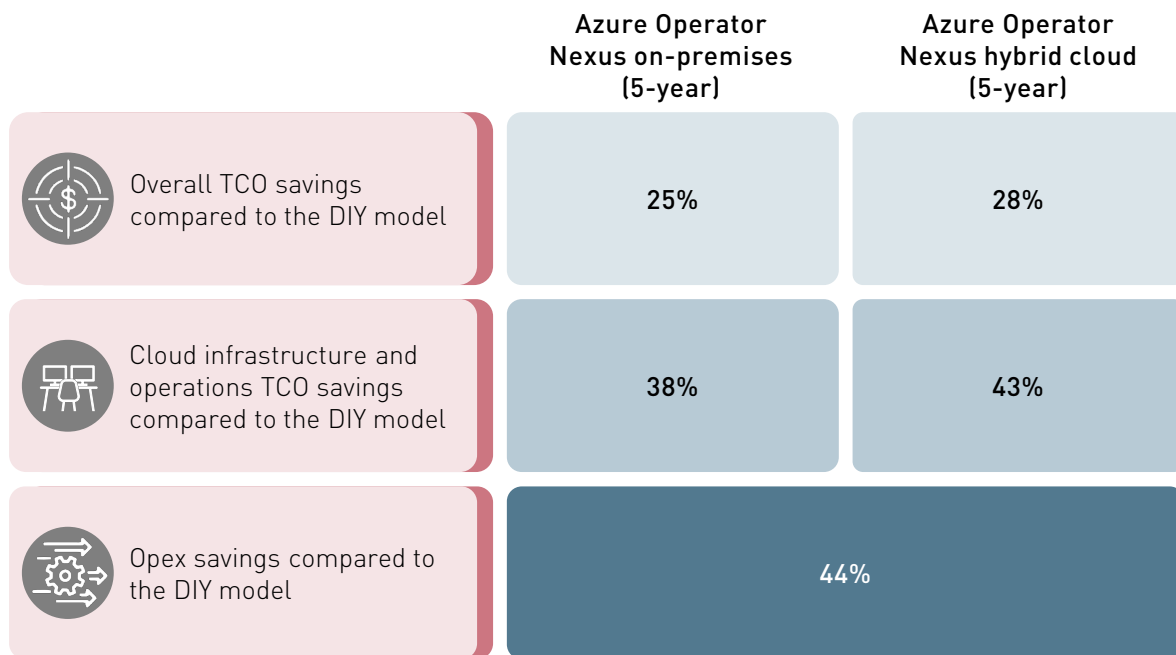 Azure Operator
Nexus on-premises
(5-year)
Azure Operator
Nexus hybrid cloud
(5-year)
$
Overall TCO savings
compared to the DIY model
25%
28%
Cloud infrastructure and
operations TCO savings
compared to the DIY model
38%
43%
Opex savings compared to
the DIY model
44%